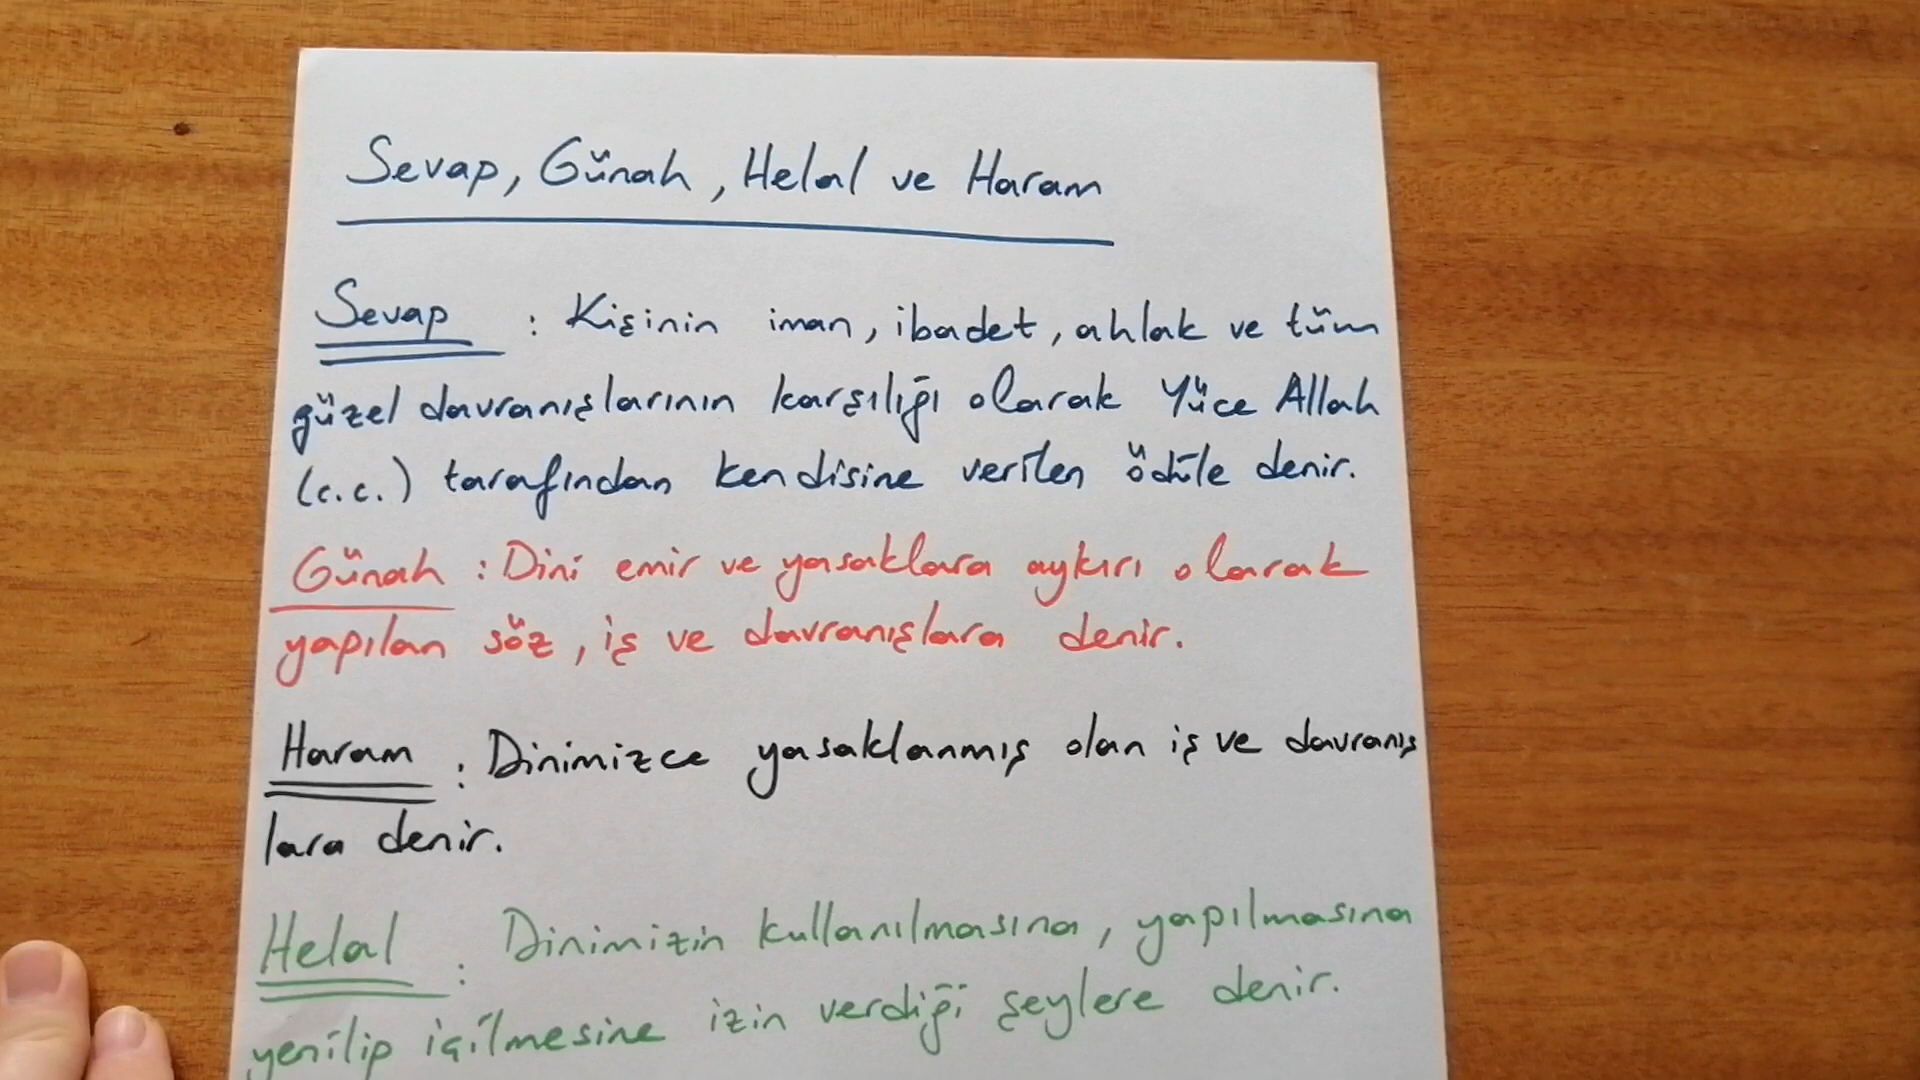 Sevap, Günah, Helal ve Haram
Sevap : Kişinin iman, ibadet, ahlak ve tüm
güzel davranışlarının karşılığı olarak Yüce Allah
(c.c.) tarafından kendisine verilen ödüle denir.
Günah : Dini emir ve yasaklara aykırı olarak
yapılan söz, iş ve davranışlara denir.
Haram : Dinimizce yasaklanmış olan iş ve davranış
lara denir.
Helal : Dinimizin kullanılmasına, yapılmasına
yenilip içilmesine izin verdiği şeylere denir.